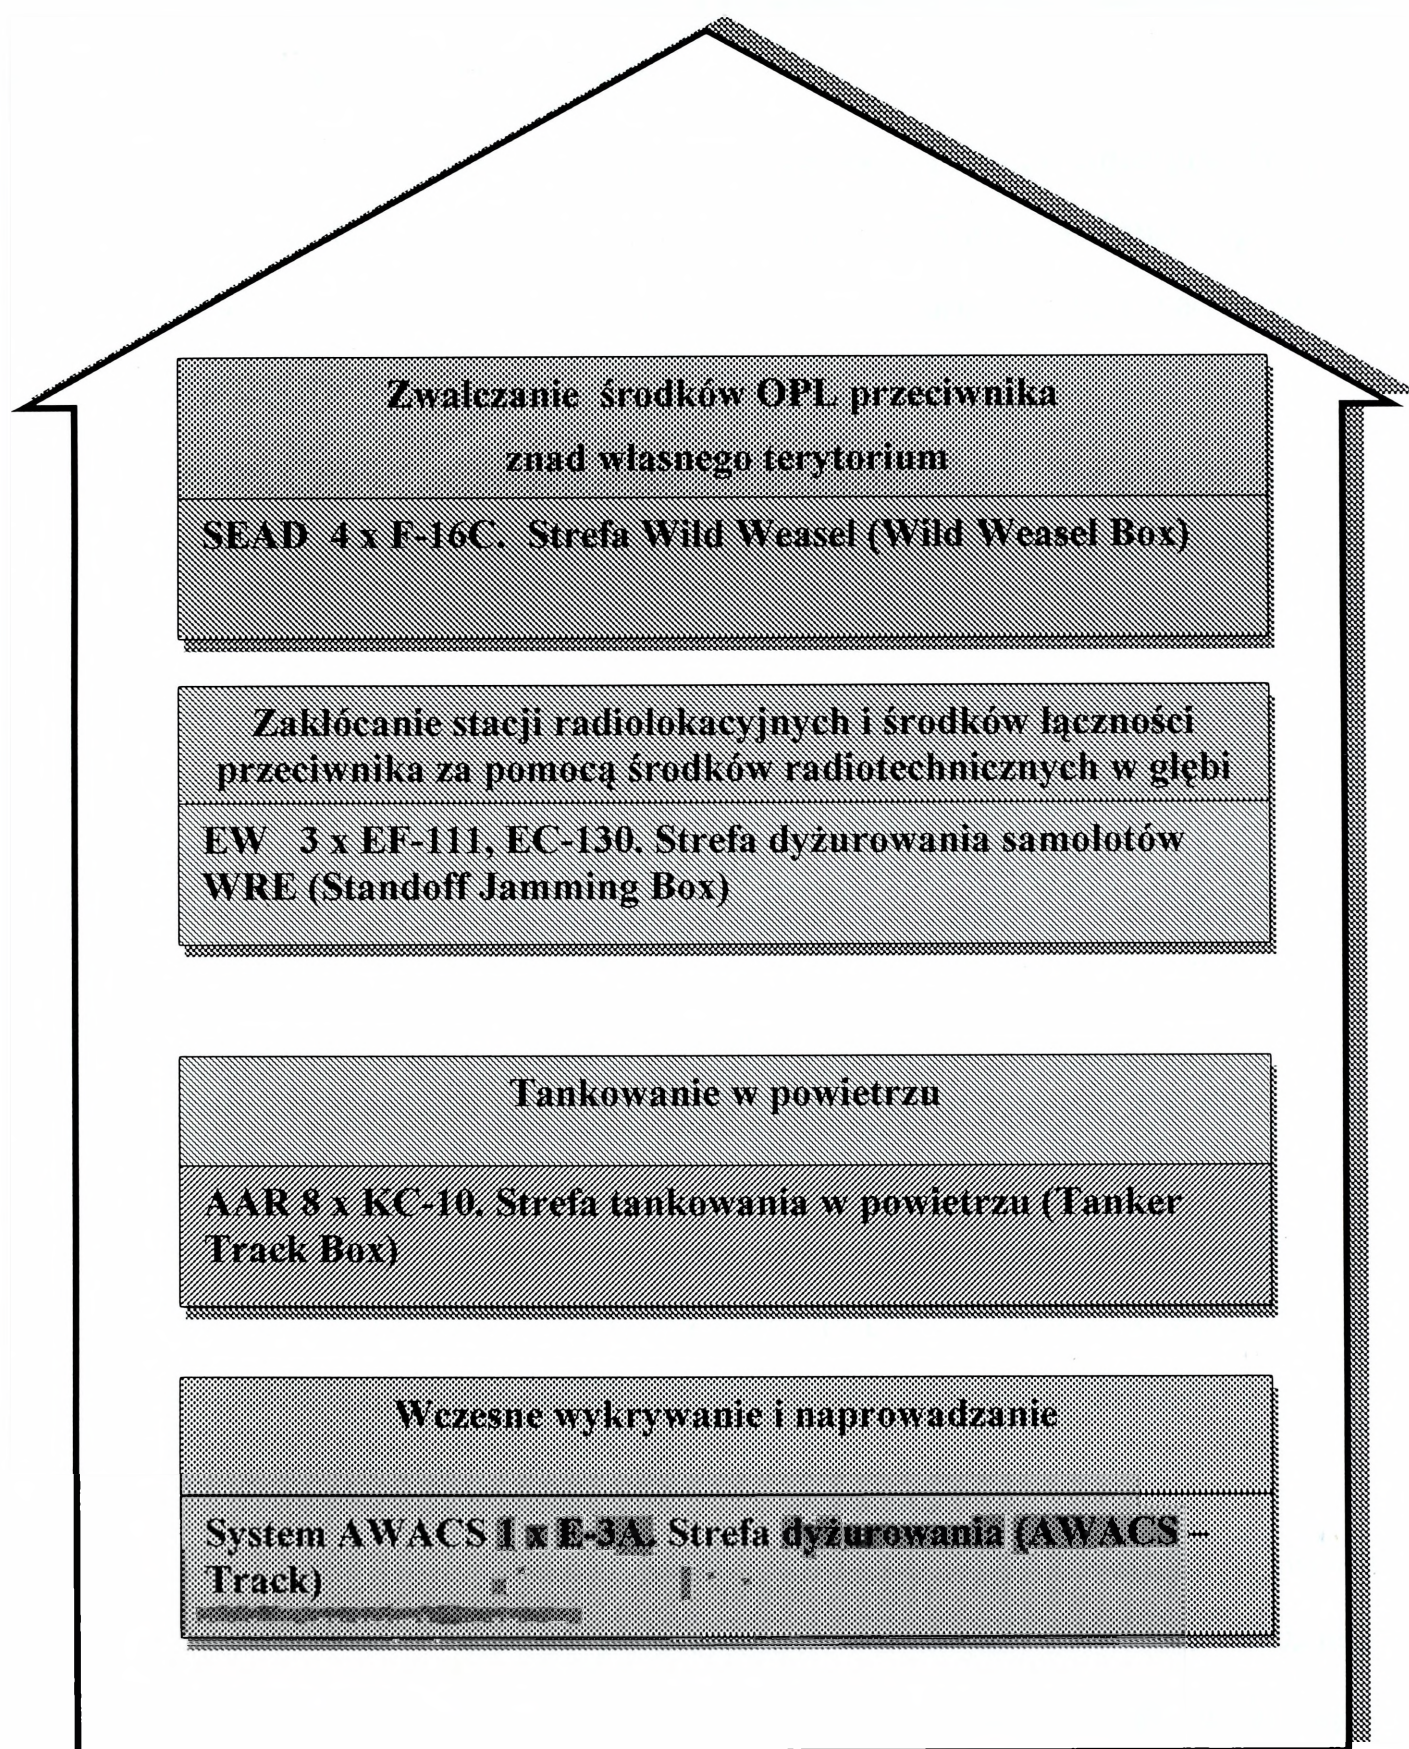 Zwalczanie środków OPL przeciwnika
znad własnego terytorium
SEAD 4 x F-16C. Strefa Wild Weasel (Wild Weasel Box)
Zakłócanie stacji radiolokacyjnych i środków łączności
przeciwnika za pomocą środków radiotechnicznych w głębi
EW 3 x EF-111, EC-130. Strefa dyżurowania samolotów
WRE (Standoff Jamming Box)
Tankowanie w powietrzu
AAR 8 x KC-10. Strefa tankowania w powietrzu (Tanker
Track Box)
Wczesne wykrywanie i naprowadzanie
System AWACS 1 x E-3A. Strefa dyżurowania (AWACS –
Track)